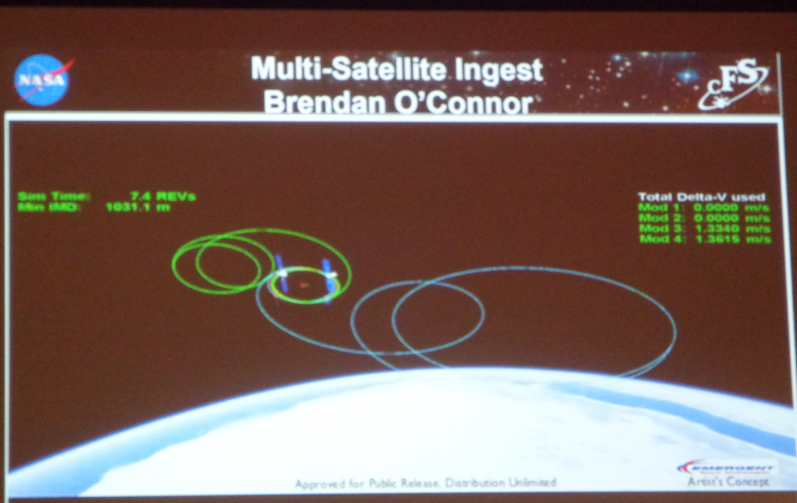 NASA
Multi-Satellite Ingest
Brendan O'Connor
cFS
Sim Time: 7.4 REVs
Min IMD: 1031.1 m
Total Delta-V used
Mod 1: 0.0000 m/s
Mod 2: 0.0000 m/s
Mod 3: 1.3340 m/s
Mod 4: 1.3615 m/s
EMERGENT
Approved for Public Release, Distribution Unlimited
Artist's Concept